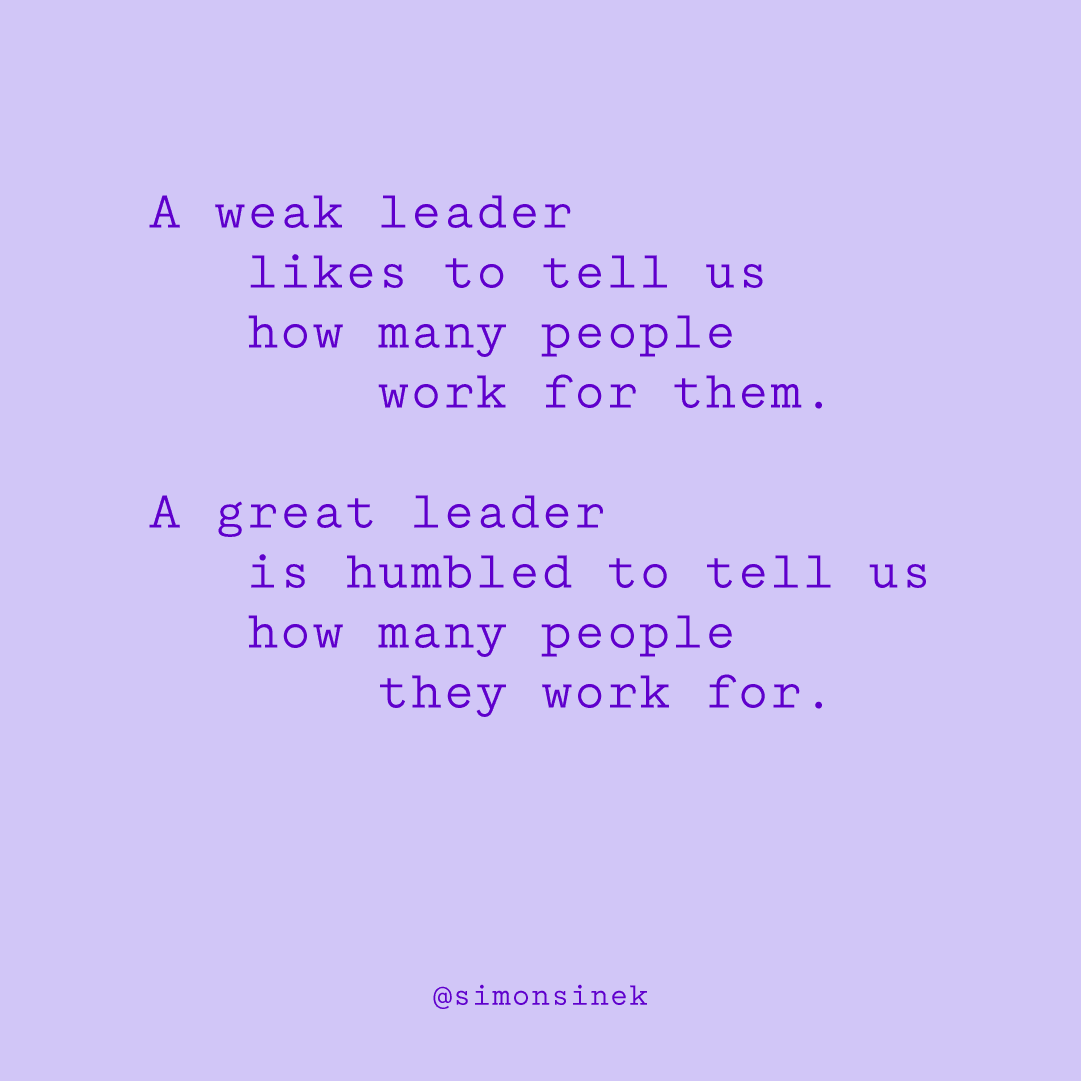 A weak leader
likes to tell us
how many people
work for them.
A great leader
is humbled to tell us
how many people
they work for.
@simonsinek